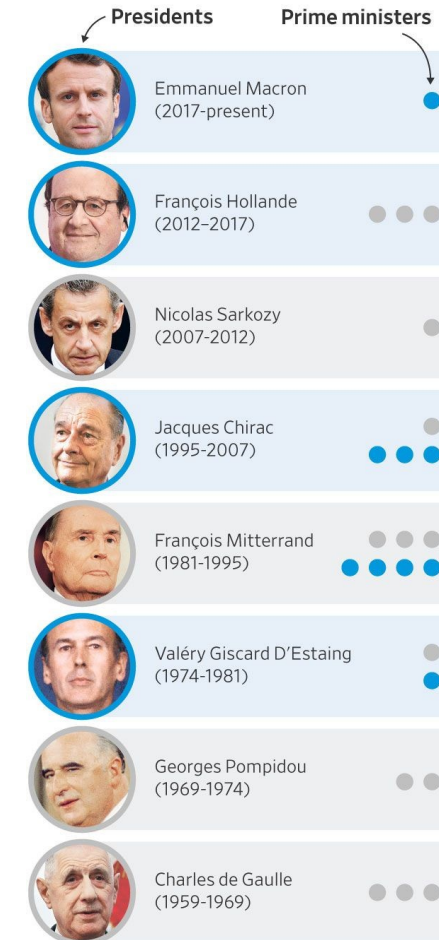 Presidents
Prime ministers
Emmanuel Macron
(2017-present)
François Hollande
(2012–2017)
Nicolas Sarkozy
(2007-2012)
Jacques Chirac
(1995-2007)
François Mitterrand
(1981-1995)
Valéry Giscard D’Estaing
(1974-1981)
Georges Pompidou
(1969-1974)
Charles de Gaulle
(1959-1969)